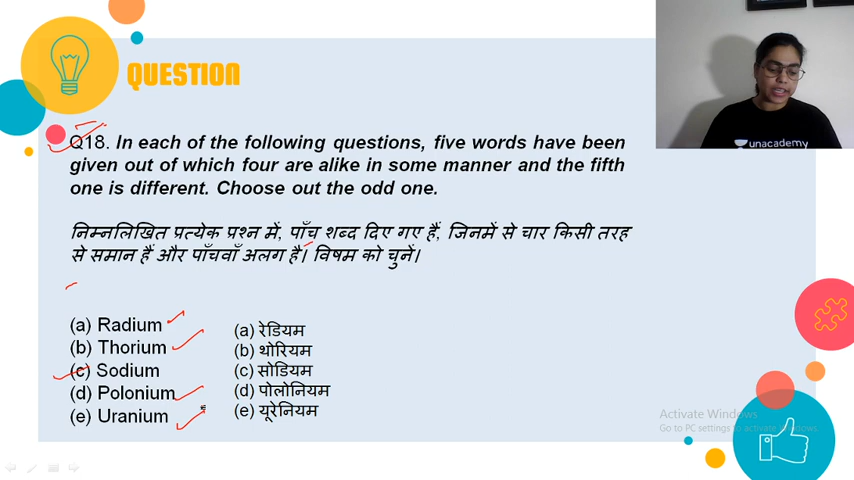 QUESTION
unacademy
Q18. In each of the following questions, five words have been
given out of which four are alike in some manner and the fifth
one is different. Choose out the odd one.
निम्नलिखित प्रत्येक प्रश्न में, पाँच शब्द दिए गए हैं, जिनमें से चार किसी तरह
से समान हैं और पाँचवाँ अलग है। विषम को चुनें।
(a) Radium
(b) Thorium
(c) Sodium
(d) Polonium
(e) Uranium
(a) रेडियम
(b) थोरियम
(c) सोडियम
(d) पोलोनियम
(e) यूरेनियम
Activate Windows
Go to PC settings to activate Windows.